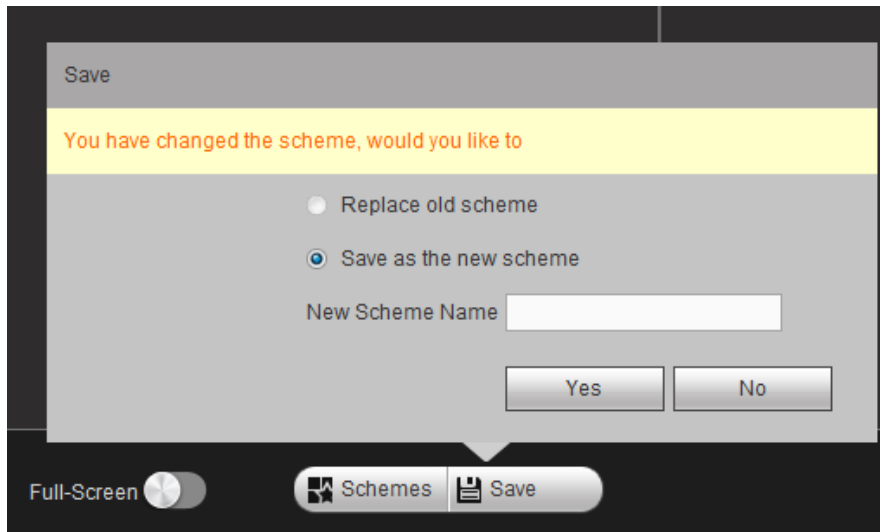 Save
You have changed the scheme, would you like to
Replace old scheme
Save as the new scheme
New Scheme Name
Yes No
Full-Screen Schemes Save